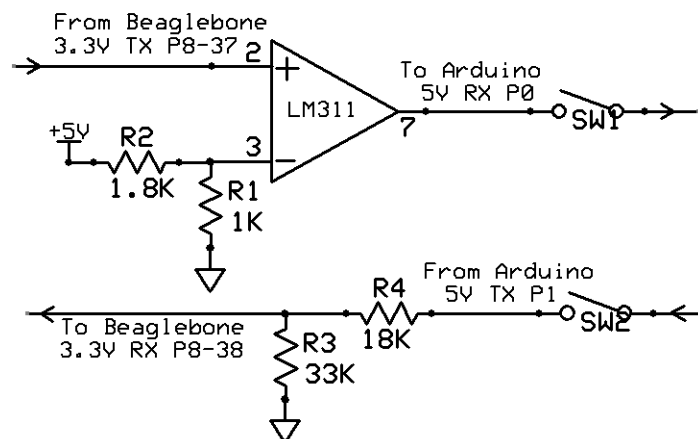 From Beaglebone
3.3V TX P8-37
2
LM311
To Arduino
5V RX P0
7
SW1
+5V
R2
1.8K
3
R1
1K
From Arduino
5V TX P1
R4
18K
SW2
To Beaglebone
3.3V RX P8-38
R3
33K